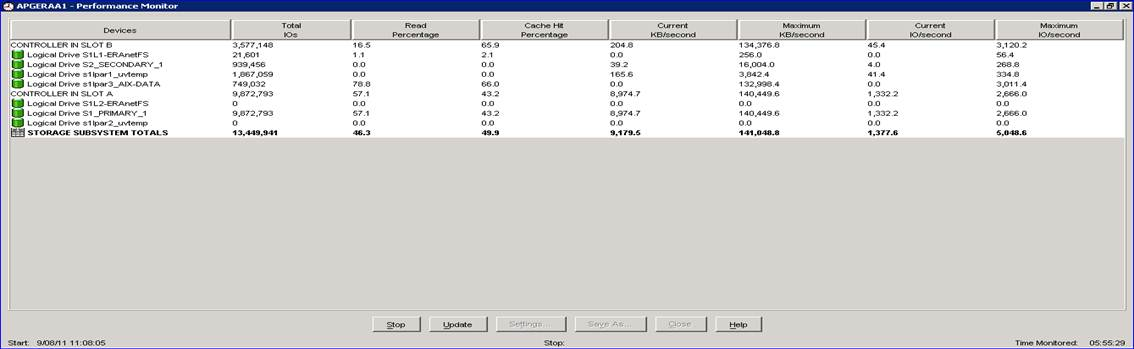 APGERAA1 - Performance Monitor
Devices Total IOs Read Percentage Cache Hit Percentage Current KB/second Maximum KB/second Current IO/second Maximum IO/second
CONTROLLER IN SLOT B 3,577,148 16.5 65.9 204.8 134,376.8 45.4 3,120.2
Logical Drive S1L1-ERAnetFS 21,601 1.1 2.1 0.0 256.0 0.0 56.4
Logical Drive S2_SECONDARY_1 939,456 0.0 0.0 39.2 16,004.0 4.0 268.8
Logical Drive s1lpar1_uvtemp 1,867,059 0.0 0.0 165.6 3,842.4 41.4 334.8
Logical Drive s1lpar3_AIX-DATA 749,032 78.8 66.0 0.0 132,998.4 0.0 3,011.4
CONTROLLER IN SLOT A 9,872,793 57.1 43.2 8,974.7 140,449.6 1,332.2 2,666.0
Logical Drive S1L2-ERAnetFS 0 0.0 0.0 0.0 0.0 0.0 0.0
Logical Drive S1_PRIMARY_1 9,872,793 57.1 43.2 8,974.7 140,449.6 1,332.2 2,666.0
Logical Drive s1lpar2_uvtemp 0 0.0 0.0 0.0 0.0 0.0 0.0
STORAGE SUBSYSTEM TOTALS 13,449,941 46.3 49.9 9,179.5 141,048.8 1,377.6 5,048.6
Stop Update Settings... Save As... Close Help
Start: 9/08/11 11:08:05 Stop: Time Monitored: 05:55:29